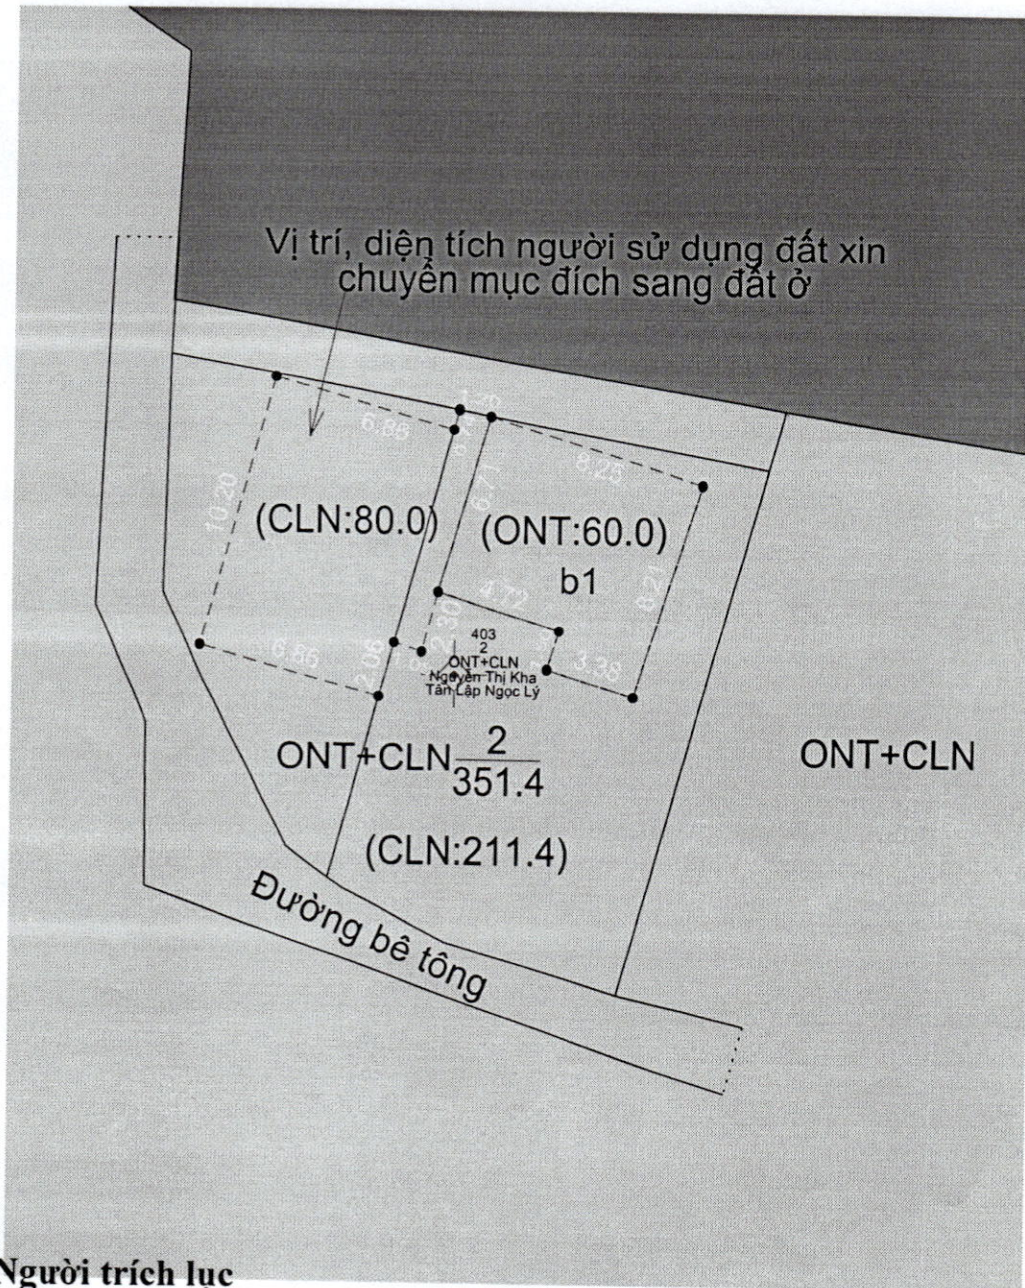 Vị trí, diện tích người sử dụng đất xin
chuyển mục đích sang đất ở
6.85
8.25
6.71
10.20
(CLN:80.0)
(ONT:60.0)
b1
8.21
4.72
2.30
403
2
ONT+CLN
Nguyễn Thị Kha
Tân Lập Ngọc Lý
3.38
6.86
2.06
ONT+CLN
2
351.4
ONT+CLN
(CLN:211.4)
Đường bê tông
Người trích lục